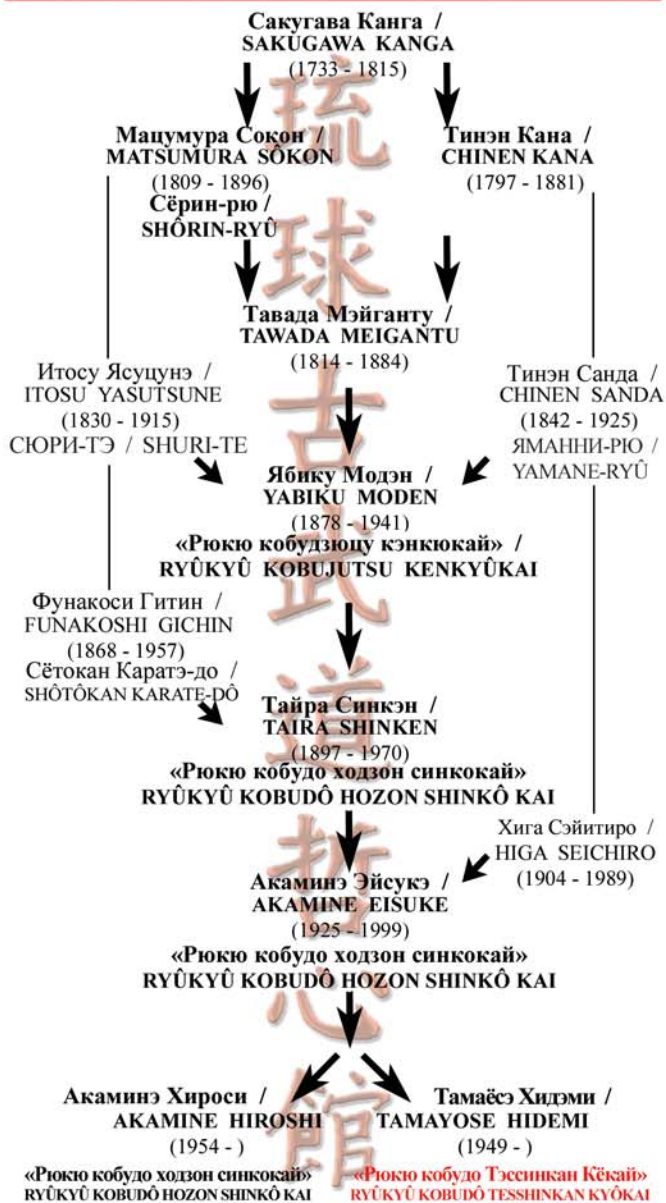 Сакугава Канга /
SAKUGAWA KANGA
(1733 - 1815)
Мацумура Сокон /
MATSUMURA SÔKON
(1809 - 1896)
Сёрин-рю /
SHÔRIN-RYÛ
Тинэн Кана /
CHINEN KANA
(1797 - 1881)
Тавада Мэйганту /
TAWADA MEIGANTU
(1814 - 1884)
Итосу Ясуцунэ /
ITOSU YASUTSUNE
(1830 - 1915)
СЮРИ-ТЭ / SHURI-TE
Тинэн Санда /
CHINEN SANDA
(1842 - 1925)
ЯМАННИ-РЮ /
YAMANE-RYÛ
Ябику Модэн /
YABIKU MODEN
(1878 - 1941)
«Рюкю кобудзюцу кэнкюкай» /
RYÛKYÛ KOBUJUTSU KENKYÛKAI
Фунакоси Гитин /
FUNAKOSHI GICHIN
(1868 - 1957)
Сётокан Каратэ-до /
SHÔTÔKAN KARATE-DÔ
Тайра Синкэн /
TAIRA SHINKEN
(1897 - 1970)
«Рюкю кобудо ходзон синкокай»
RYÛKYÛ KOBUDÔ HOZON SHINKÔ KAI
Хига Сэйитиро /
HIGA SEICHIRO
(1904 - 1989)
Акаминэ Эйсукэ /
AKAMINE EISUKE
(1925 - 1999)
«Рюкю кобудо ходзон синкокай»
RYÛKYÛ KOBUDÔ HOZON SHINKÔ KAI
Акаминэ Хироси /
AKAMINE HIROSHI
(1954 - )
«Рюкю кобудо ходзон синкокай»
RYÛKYÛ KOBUDÔ HOZON SHINKÔ KAI
Тамаёсэ Хидэми /
TAMAYOSE HIDEMI
(1949 - )
«Рюкю кобудо Тэссинкан Кёкай»
RYÛKYÛ KOBUDÔ TESSHINKAN KYÔKAI
琉球古武道哲心館